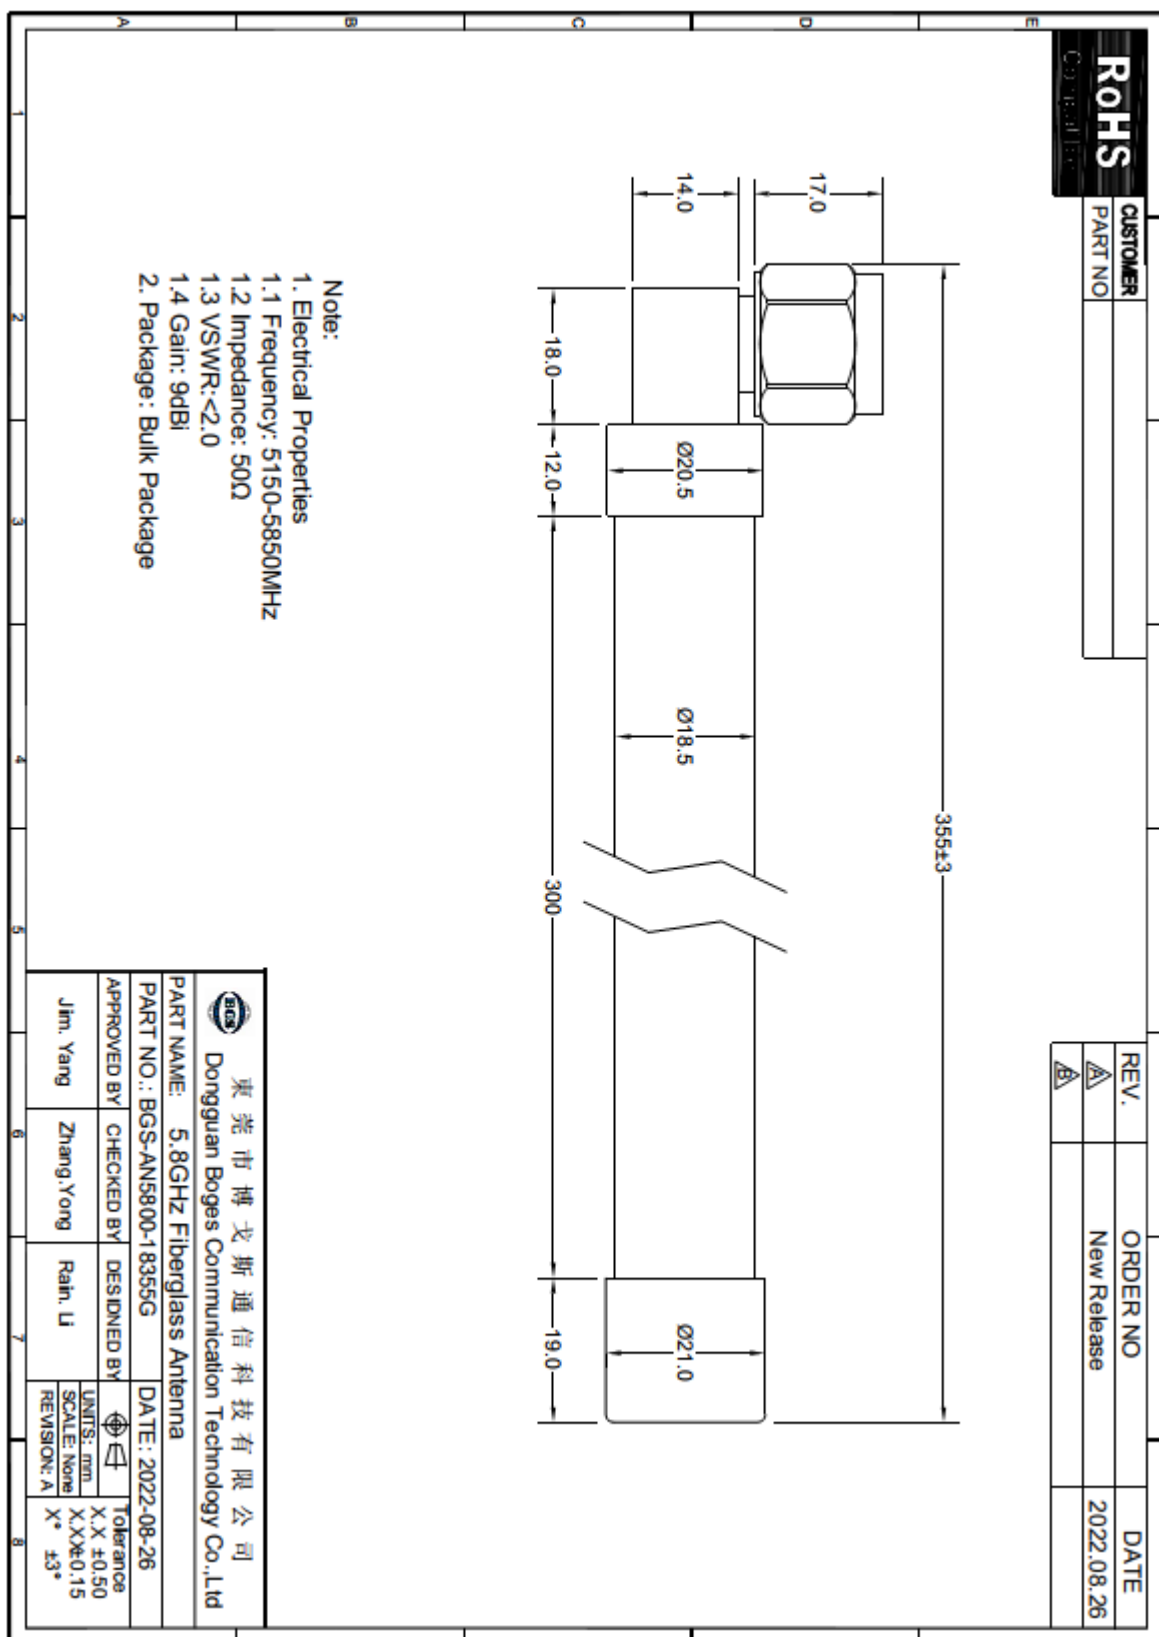 RoHS
CUSTOMER
PART NO
REV.
ORDER NO
DATE
A
New Release
2022.08.26
B
355±3
17.0
14.0
Ø20.5
Ø18.5
Ø21.0
18.0
12.0
300
19.0
Note:
1. Electrical Properties
1.1 Frequency: 5150-5850MHz
1.2 Impedance: 50Ω
1.3 VSWR:<2.0
1.4 Gain: 9dBi
2. Package: Bulk Package
BGS
東莞市博戈斯通信科技有限公司
Dongguan Boges Communication Technology Co.,Ltd
PART NAME: 5.8GHz Fiberglass Antenna
PART NO.: BGS-AN5800-18355G
DATE: 2022-08-26
APPROVED BY
CHECKED BY
DESIDNED BY
Jim. Yang
Zhang.Yong
Rain. Li
UNITS: mm
SCALE: None
REVISION: A
Tolerance
X.X ±0.50
X.XX±0.15
X° ±3°
E
D
C
B
A
1
2
3
4
5
6
7
8